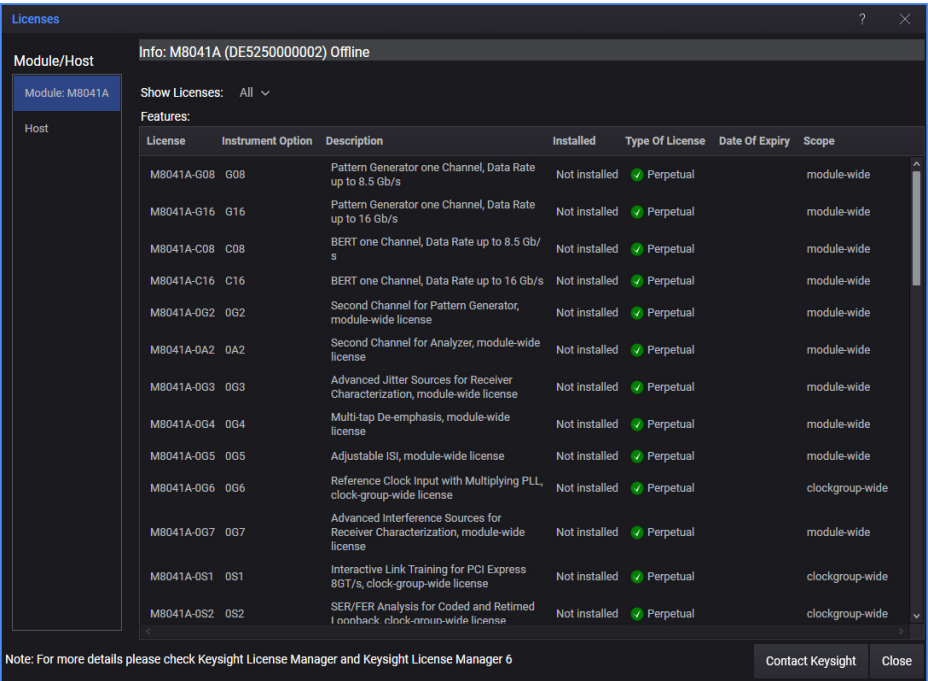 Licenses
?
Module/Host
Module: M8041A
Host
Info: M8041A (DE5250000002) Offline
Show Licenses: All
Features:
License Instrument Option Description Installed Type Of License Date Of Expiry Scope
M8041A-G08 G08 Pattern Generator one Channel, Data Rate
up to 8.5 Gb/s Not installed Perpetual module-wide
M8041A-G16 G16 Pattern Generator one Channel, Data Rate
up to 16 Gb/s Not installed Perpetual module-wide
M8041A-C08 C08 BERT one Channel, Data Rate up to 8.5 Gb/
s Not installed Perpetual module-wide
M8041A-C16 C16 BERT one Channel, Data Rate up to 16 Gb/s Not installed Perpetual module-wide
M8041A-0G2 0G2 Second Channel for Pattern Generator,
module-wide license Not installed Perpetual module-wide
M8041A-0A2 0A2 Second Channel for Analyzer, module-wide
license Not installed Perpetual module-wide
M8041A-0G3 0G3 Advanced Jitter Sources for Receiver
Characterization, module-wide license Not installed Perpetual module-wide
M8041A-0G4 0G4 Multi-tap De-emphasis, module-wide
license Not installed Perpetual module-wide
M8041A-0G5 0G5 Adjustable ISI, module-wide license Not installed Perpetual module-wide
M8041A-0G6 0G6 Reference Clock Input with Multiplying PLL,
clock-group-wide license Not installed Perpetual clockgroup-wide
M8041A-0G7 0G7 Advanced Interference Sources for
Receiver Characterization, module-wide
license Not installed Perpetual module-wide
M8041A-0S1 0S1 Interactive Link Training for PCI Express
8GT/s, clock-group-wide license Not installed Perpetual clockgroup-wide
M8041A-0S2 0S2 SER/FER Analysis for Coded and Retimed
Loopback, clock-group-wide license Not installed Perpetual clockgroup-wide
Note: For more details please check Keysight License Manager and Keysight License Manager 6
Contact Keysight
Close